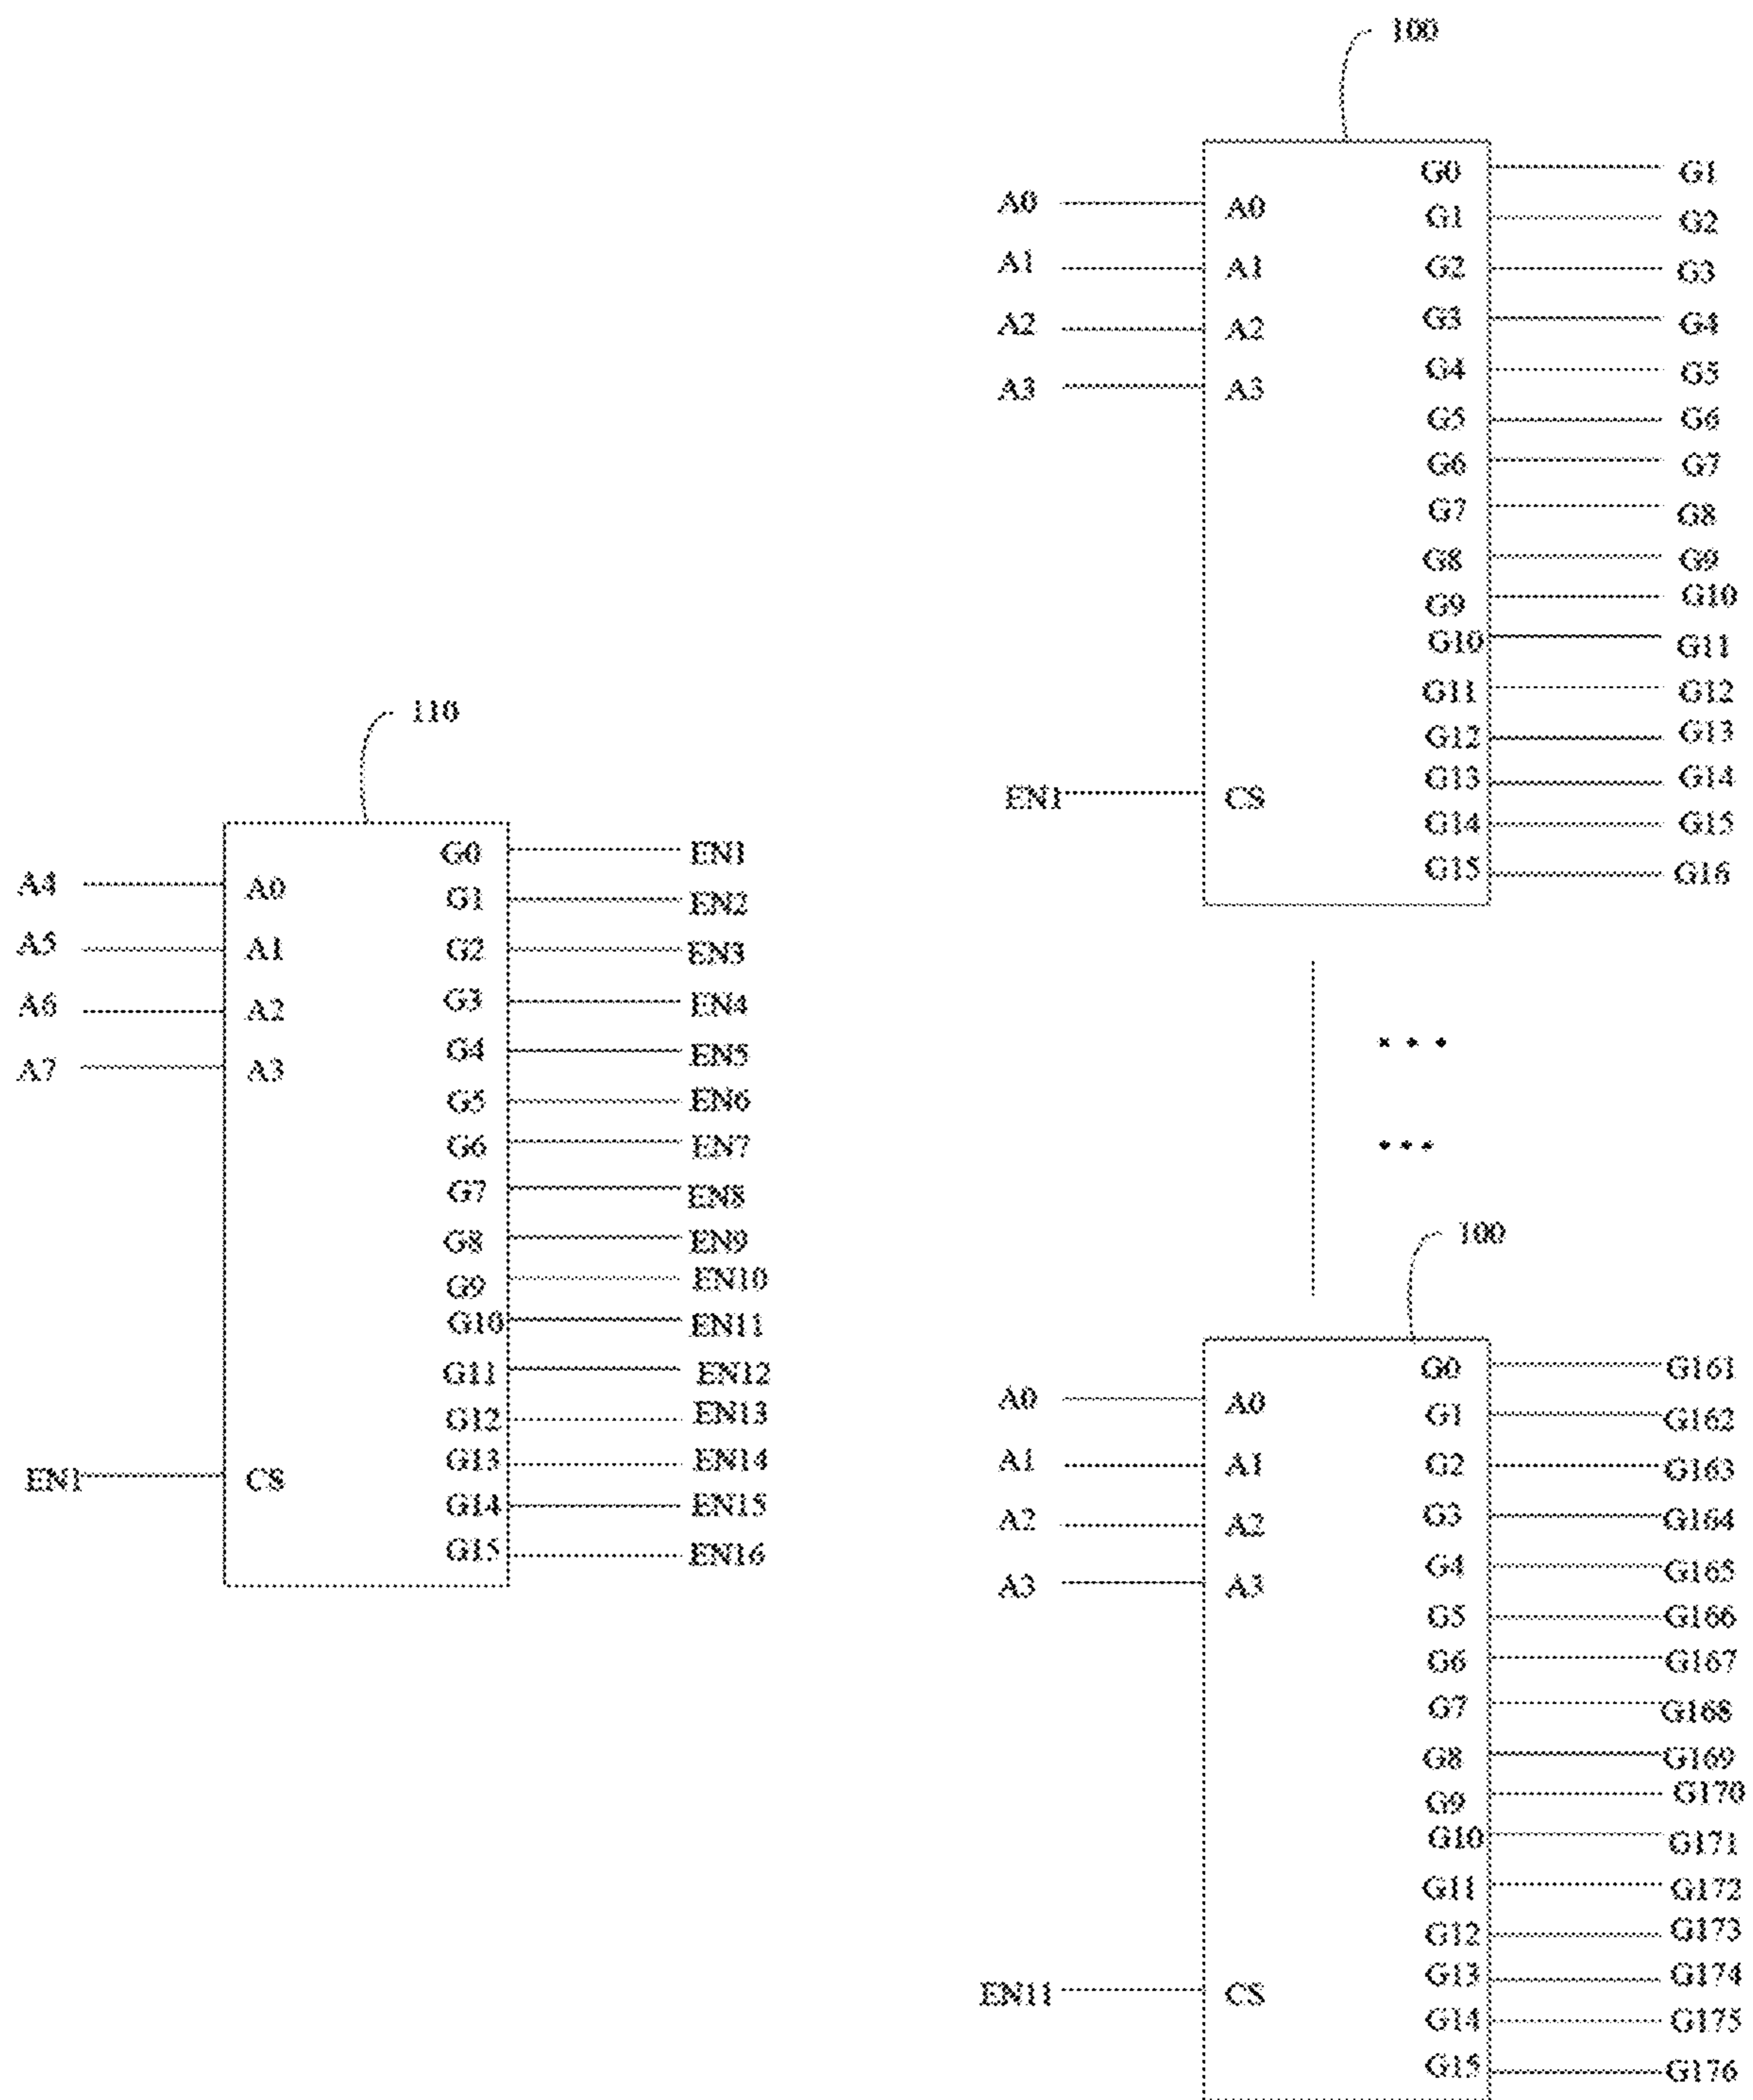 110
A4 A0 G0 EN1
G1 EN2
A5 A1 G2 EN3
A6 A2 G3 EN4
G4 EN5
A7 A3
G5 EN6
G6 EN7
G7 EN8
G8 EN9
G9 EN10
G10 EN11
G11 EN12
G12 EN13
EN1 CS G13 EN14
G14 EN15
G15 EN16
100
G0 G1
A0 A0 G1 G2
A1 A1 G2 G3
A2 A2 G3 G4
A3 A3 G4 G5
G5 G6
G6 G7
G7 G8
G8 G9
G9 G10
G10 G11
G11 G12
G12 G13
G13 G14
EN1 CS
G14 G15
G15 G16
• • •
• • •
100
G0 G161
A0 A0 G1 G162
A1 A1 G2 G163
A2 A2 G3 G164
G4 G165
A3 A3
G5 G166
G6 G167
G7 G168
G8 G169
G9 G170
G10 G171
G11 G172
G12 G173
G13 G174
EN11 CS
G14 G175
G15 G176